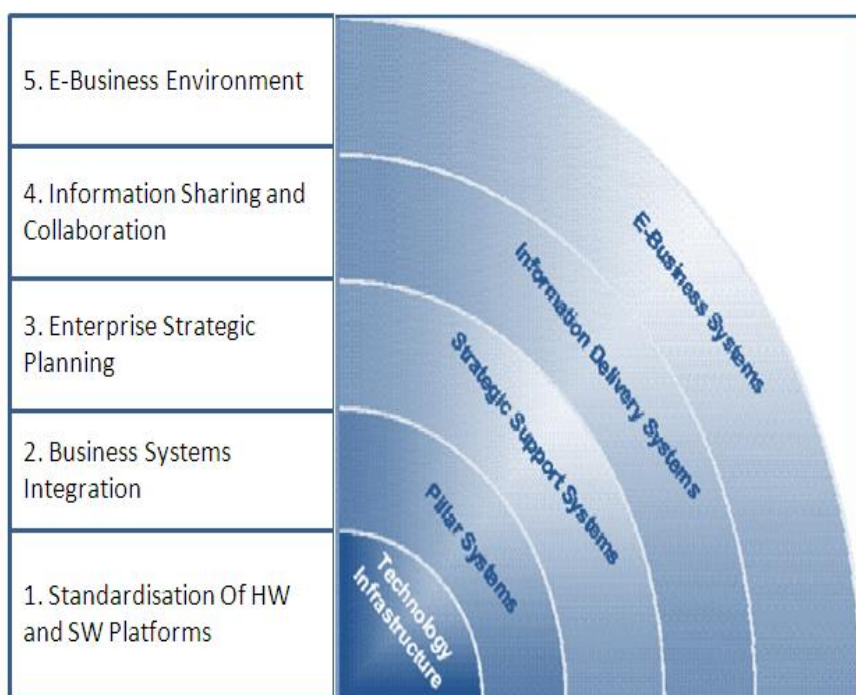 5. E-Business Environment
4. Information Sharing and
Collaboration
3. Enterprise Strategic
Planning
2. Business Systems
Integration
1. Standardisation Of HW
and SW Platforms
E-Business Systems
Information Delivery Systems
Strategic Support Systems
Pillar Systems
Technology
Infrastructure